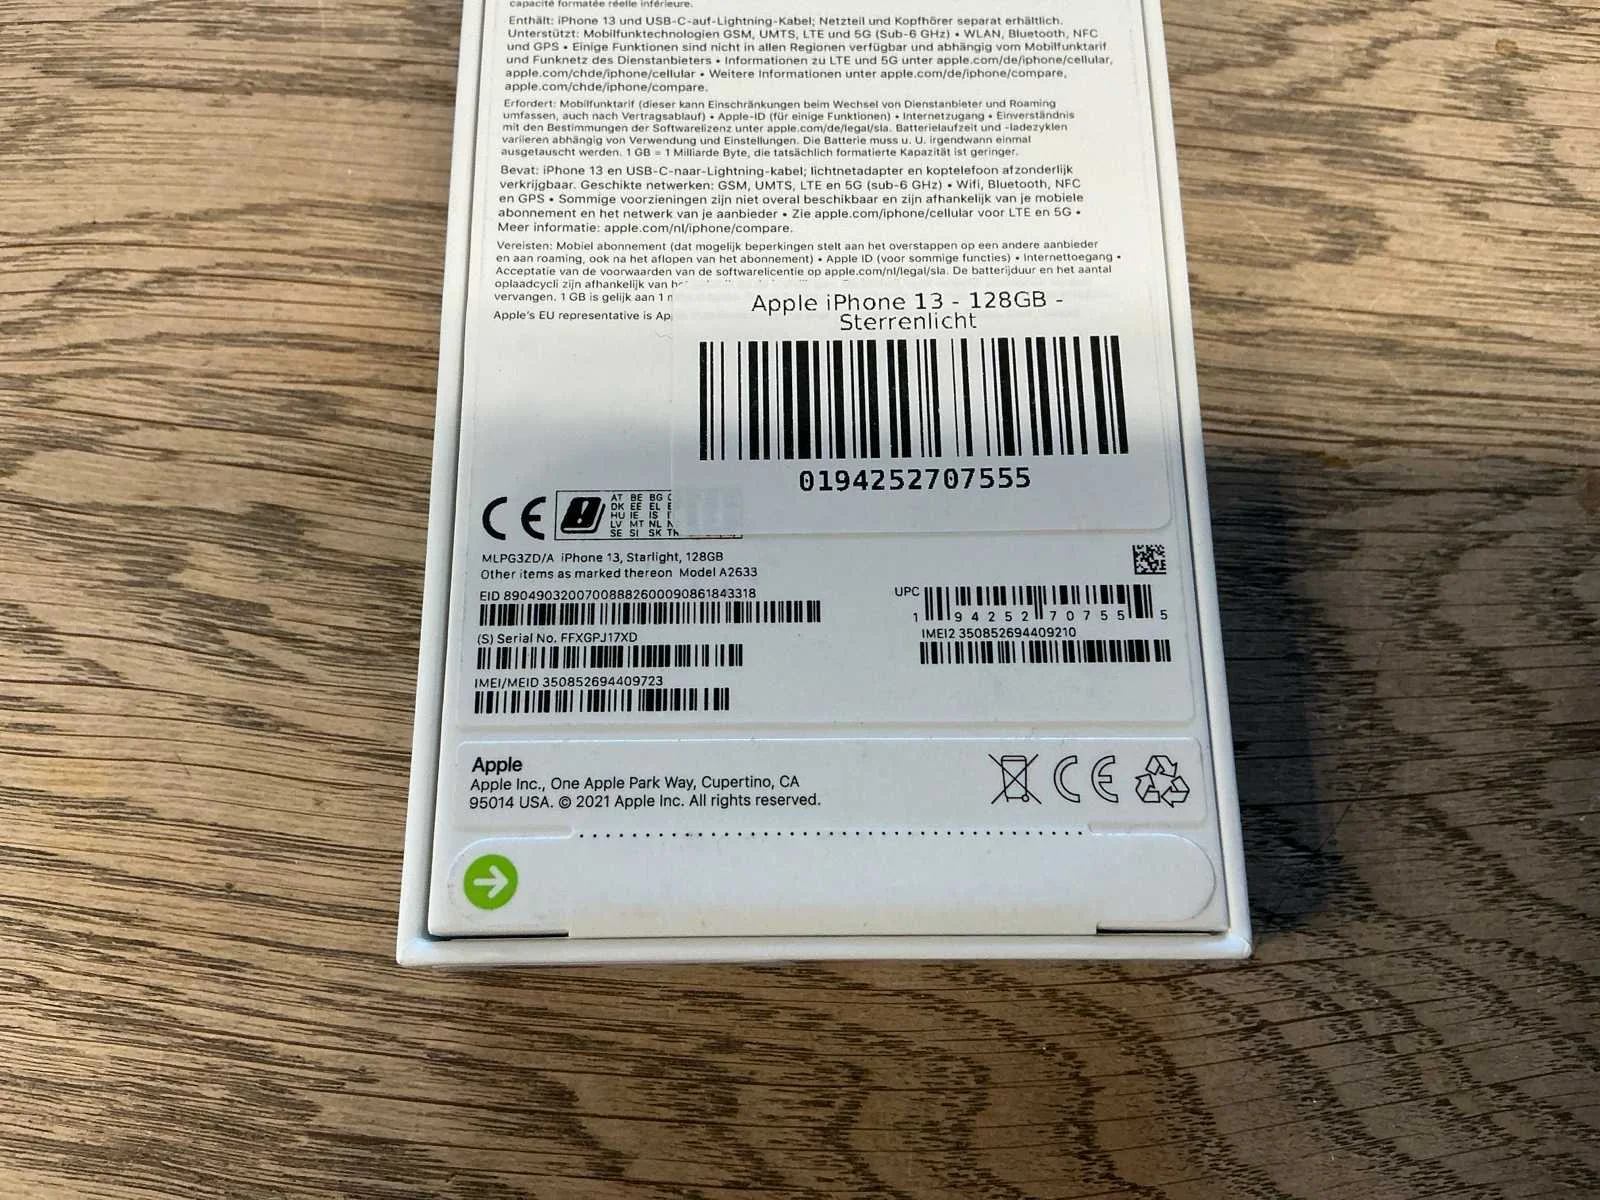 capacité formatée réelle inférieure.
Enthält: iPhone 13 und USB-C-auf-Lightning-Kabel; Netzteil und Kopfhörer separat erhältlich.
Unterstützt: Mobilfunktechnologien GSM, UMTS, LTE und 5G (Sub-6 GHz) • WLAN, Bluetooth, NFC
und GPS • Einige Funktionen sind nicht in allen Regionen verfügbar und abhängig vom Mobilfunktarif
und Funknetz des Dienstanbieters • Informationen zu LTE und 5G unter apple.com/de/iphone/cellular,
apple.com/chde/iphone/cellular • Weitere Informationen unter apple.com/de/iphone/compare,
apple.com/chde/iphone/compare.
Erfordert: Mobilfunktarif (dieser kann Einschränkungen beim Wechsel von Dienstanbieter und Roaming
umfassen, auch nach Vertragsablauf) • Apple-ID (für einige Funktionen) • Internetzugang • Einverständnis
mit den Bestimmungen der Softwarelizenz unter apple.com/de/legal/sla. Batterielaufzeit und -ladezyklen
variieren abhängig von Verwendung und Einstellungen. Die Batterie muss u. U. irgendwann einmal
ausgetauscht werden. 1 GB = 1 Milliarde Byte, die tatsächlich formatierte Kapazität ist geringer.
Bevat: iPhone 13 en USB-C-naar-Lightning-kabel; lichtnetadapter en koptelefoon afzonderlijk
verkrijgbaar. Geschikte netwerken: GSM, UMTS, LTE en 5G (sub-6 GHz) • Wifi, Bluetooth, NFC
en GPS • Sommige voorzieningen zijn niet overal beschikbaar en zijn afhankelijk van je mobiele
abonnement en het netwerk van je aanbieder • Zie apple.com/iphone/cellular voor LTE en 5G •
Meer informatie: apple.com/nl/iphone/compare.
Vereisten: Mobiel abonnement (dat mogelijk beperkingen stelt aan het overstappen op een andere aanbieder
en aan roaming, ook na het aflopen van het abonnement) • Apple ID (voor sommige functies) • Internettoegang •
Acceptatie van de voorwaarden van de softwarelicentie op apple.com/nl/legal/sla. De batterijduur en het aantal
oplaadcycli zijn afhankelijk van
vervangen. 1 GB is gelijk aan 1
Apple's EU representative is
Apple iPhone 13 - 128GB -
Sterrenlicht
0194252707555
CE
AT BE BG
DK EE EL
HU IE IS
LV MT NL
SE SI SK
MLPG3ZD/A iPhone 13, Starlight, 128GB
Other items as marked thereon Model A2633
EID 89049032007008882600090861843318
UPC
1 94252 70755 5
(S) Serial No. FFXGPJ17XD
IMEI2 350852694409210
IMEI/MEID 350852694409723
Apple
Apple Inc., One Apple Park Way, Cupertino, CA
95014 USA. © 2021 Apple Inc. All rights reserved.
CE